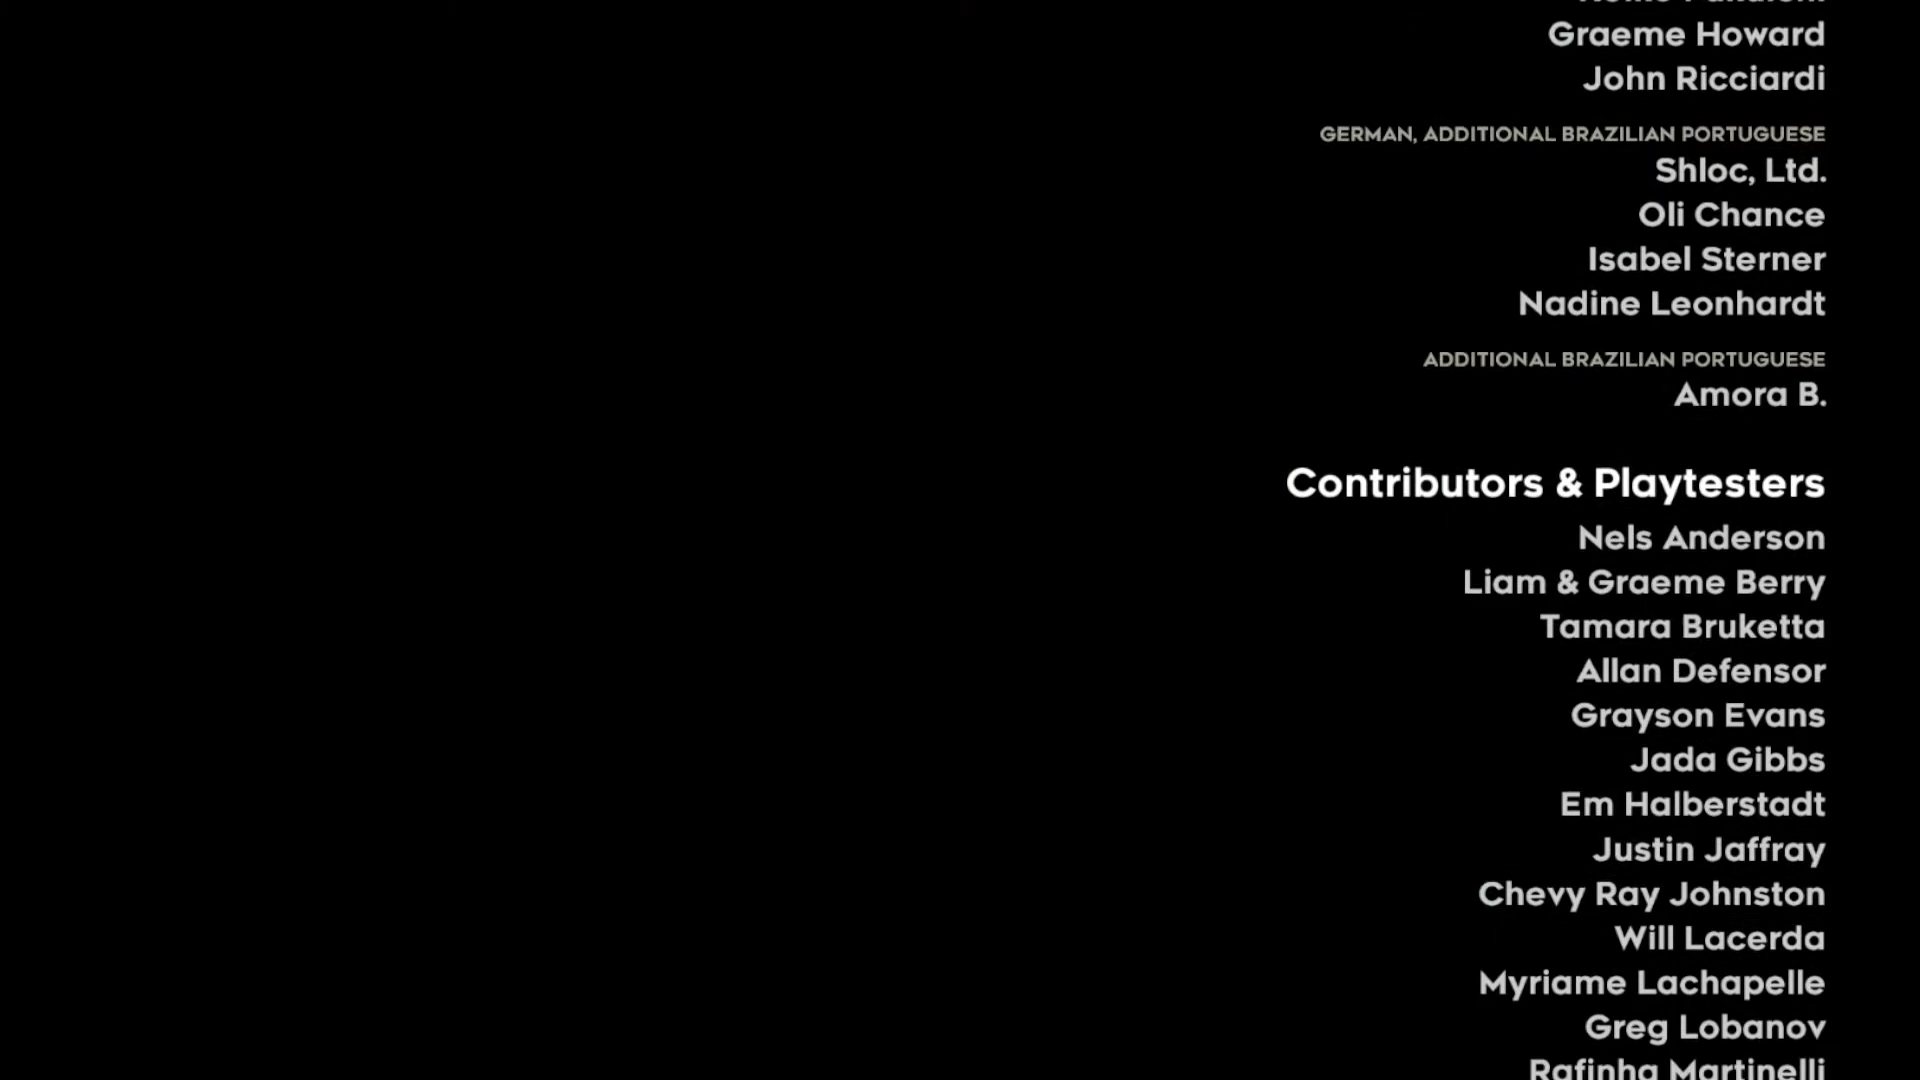 Graeme Howard
John Ricciardi
GERMAN, ADDITIONAL BRAZILIAN PORTUGUESE
Shloc, Ltd.
Oli Chance
Isabel Sterner
Nadine Leonhardt
ADDITIONAL BRAZILIAN PORTUGUESE
Amora B.
Contributors & Playtesters
Nels Anderson
Liam & Graeme Berry
Tamara Bruketta
Allan Defensor
Grayson Evans
Jada Gibbs
Em Halberstadt
Justin Jaffray
Chevy Ray Johnston
Will Lacerda
Myriame Lachapelle
Greg Lobanov
Rafinha Martinelli